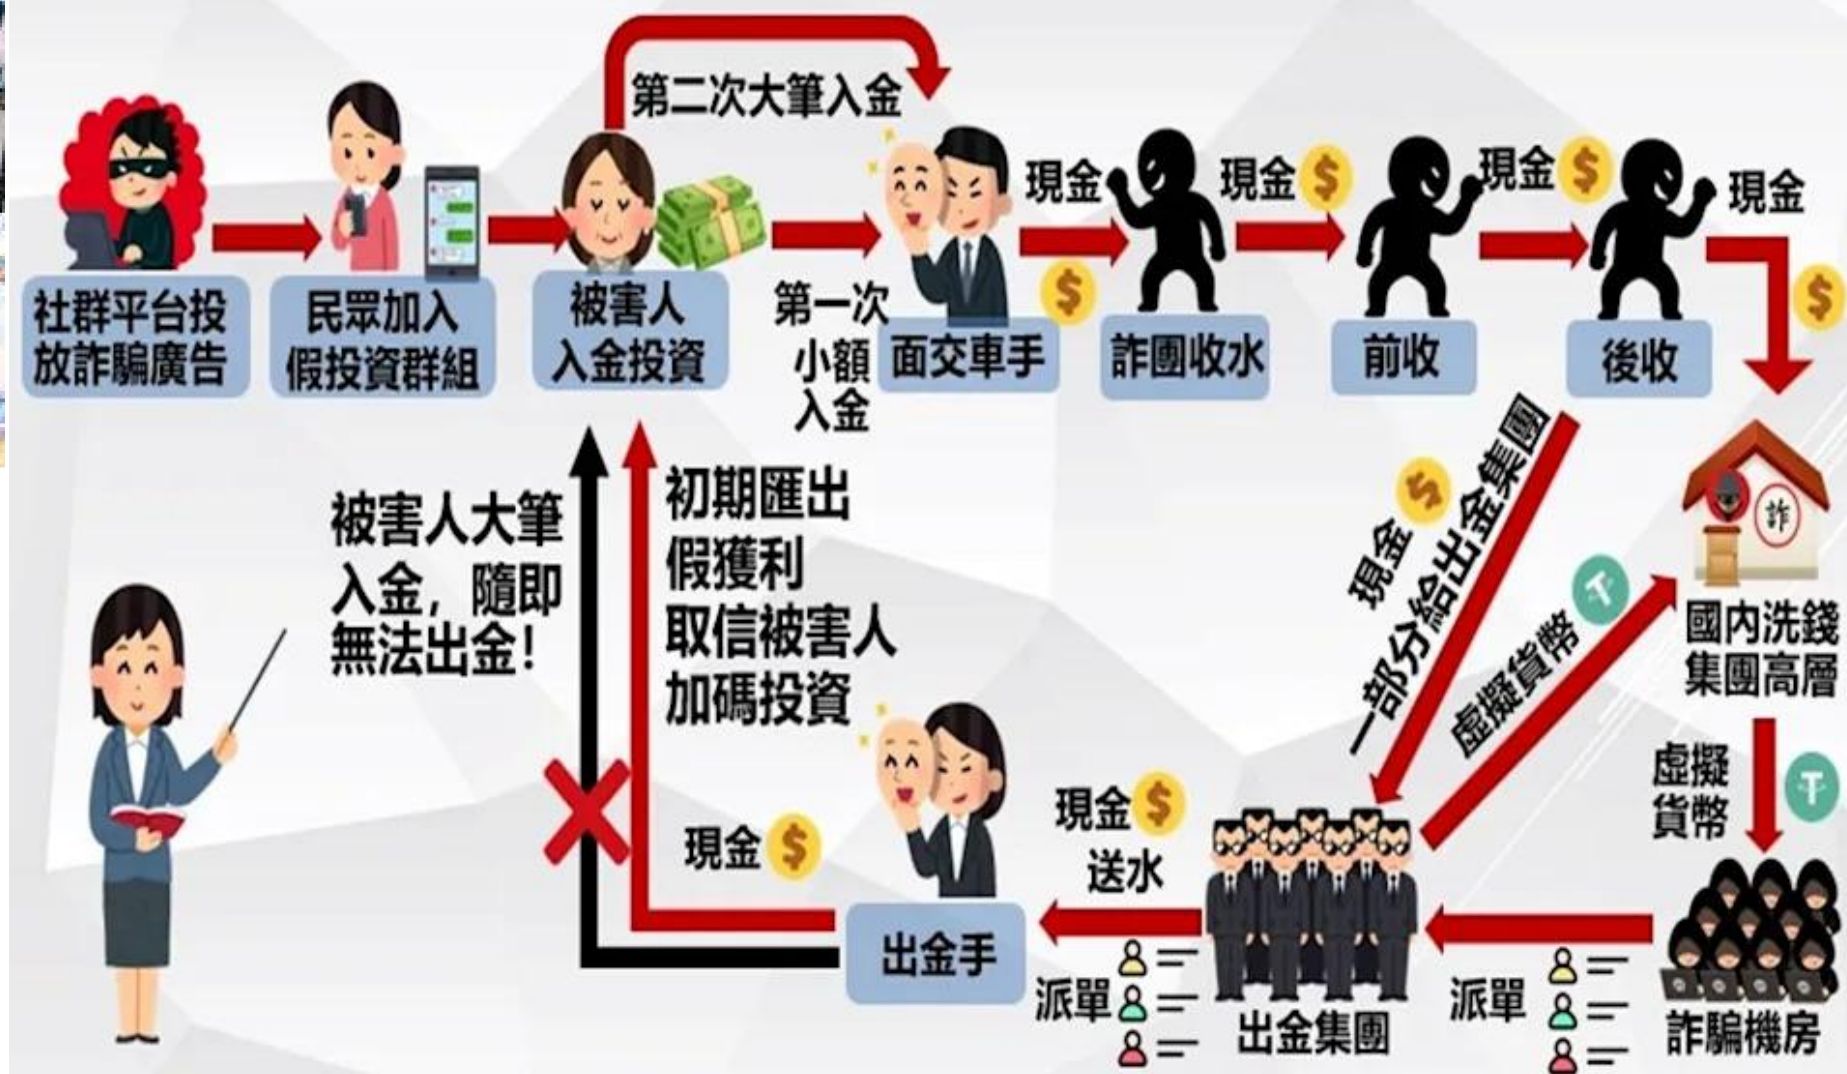 第二次大筆入金
社群平台投
放詐騙廣告
民眾加入
假投資群組
被害人
入金投資
第一次
小額
入金
面交車手
現金
詐團收水
現金
前收
現金
後收
現金
被害人大筆
入金，隨即
無法出金！
初期匯出
假獲利
取信被害人
加碼投資
現金
一部分給出金集團
虛擬貨幣
詐
國內洗錢
集團高層
虛擬
貨幣
現金
出金手
現金
送水
派單
出金集團
派單
詐騙機房